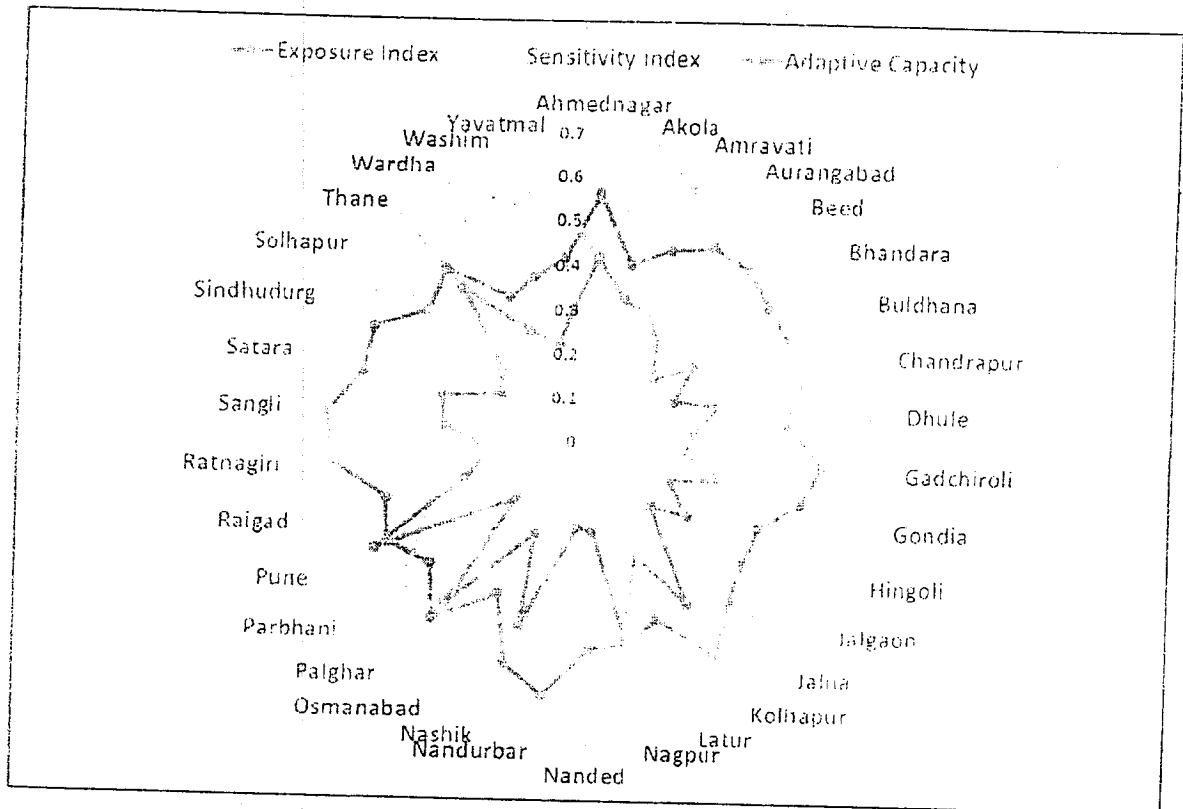 Exposure Index Sensitivity Index Adaptive Capacity
Ahmednagar
Akola
Amravati
Aurangabad
Beed
Bhandara
Buldhana
Chandrapur
Dhule
Gadchiroli
Gondia
Hingoli
Jalgaon
Jalna
Kolhapur
Latur
Nagpur
Nanded
Nandurbar
Nashik
Osmanabad
Palghar
Parbhani
Pune
Raigad
Ratnagiri
Sangli
Satara
Sindhudurg
Solhapur
Thane
Wardha
Washim
Yavatmal
0.7
0.6
0.5
0.4
0.3
0.2
0.1
0